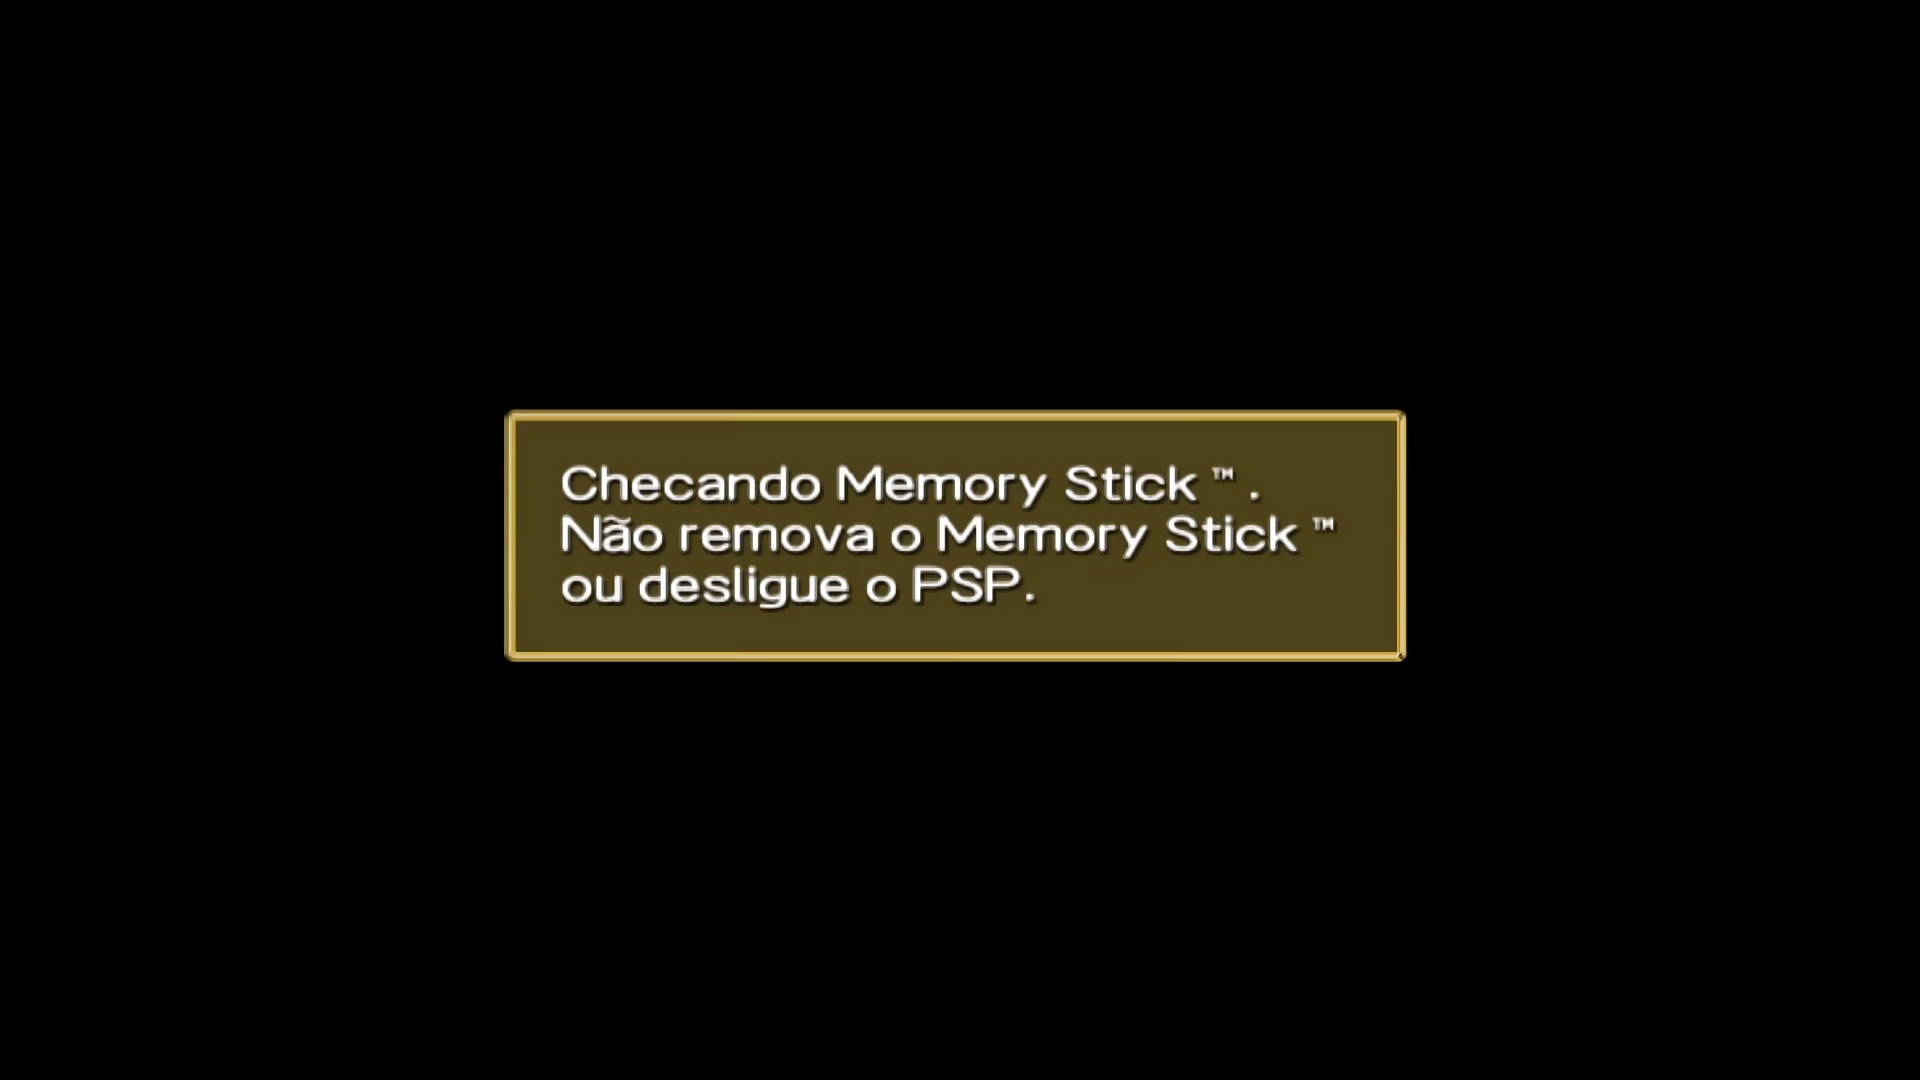 Checando Memory Stick ™ .
Não remova o Memory Stick ™
ou desligue o PSP.